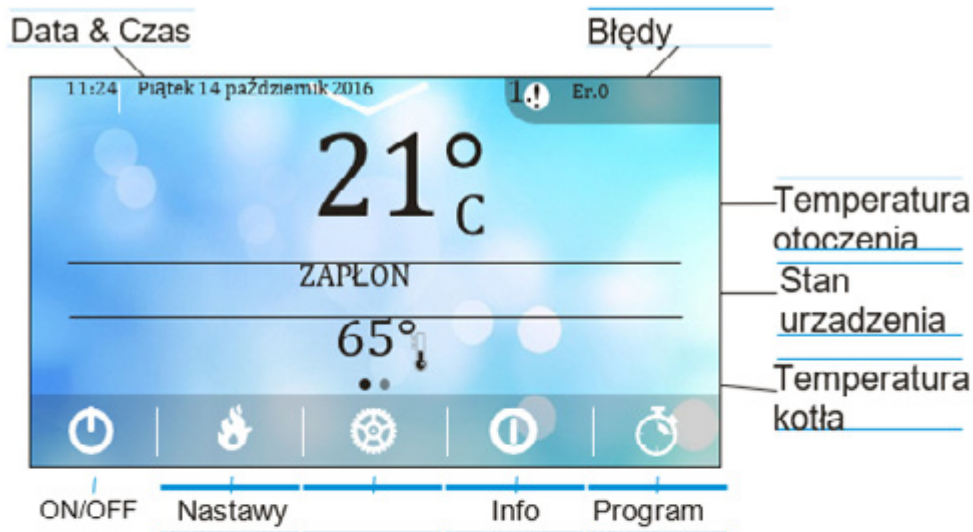 Data & Czas
Błędy
11:24 Piątek 14 październik 2016
1 ! Er.0
21°C
Temperatura
otoczenia
ZAPŁON
Stan
urzadzenia
65°
Temperatura
kotła
ON/OFF Nastawy Info Program